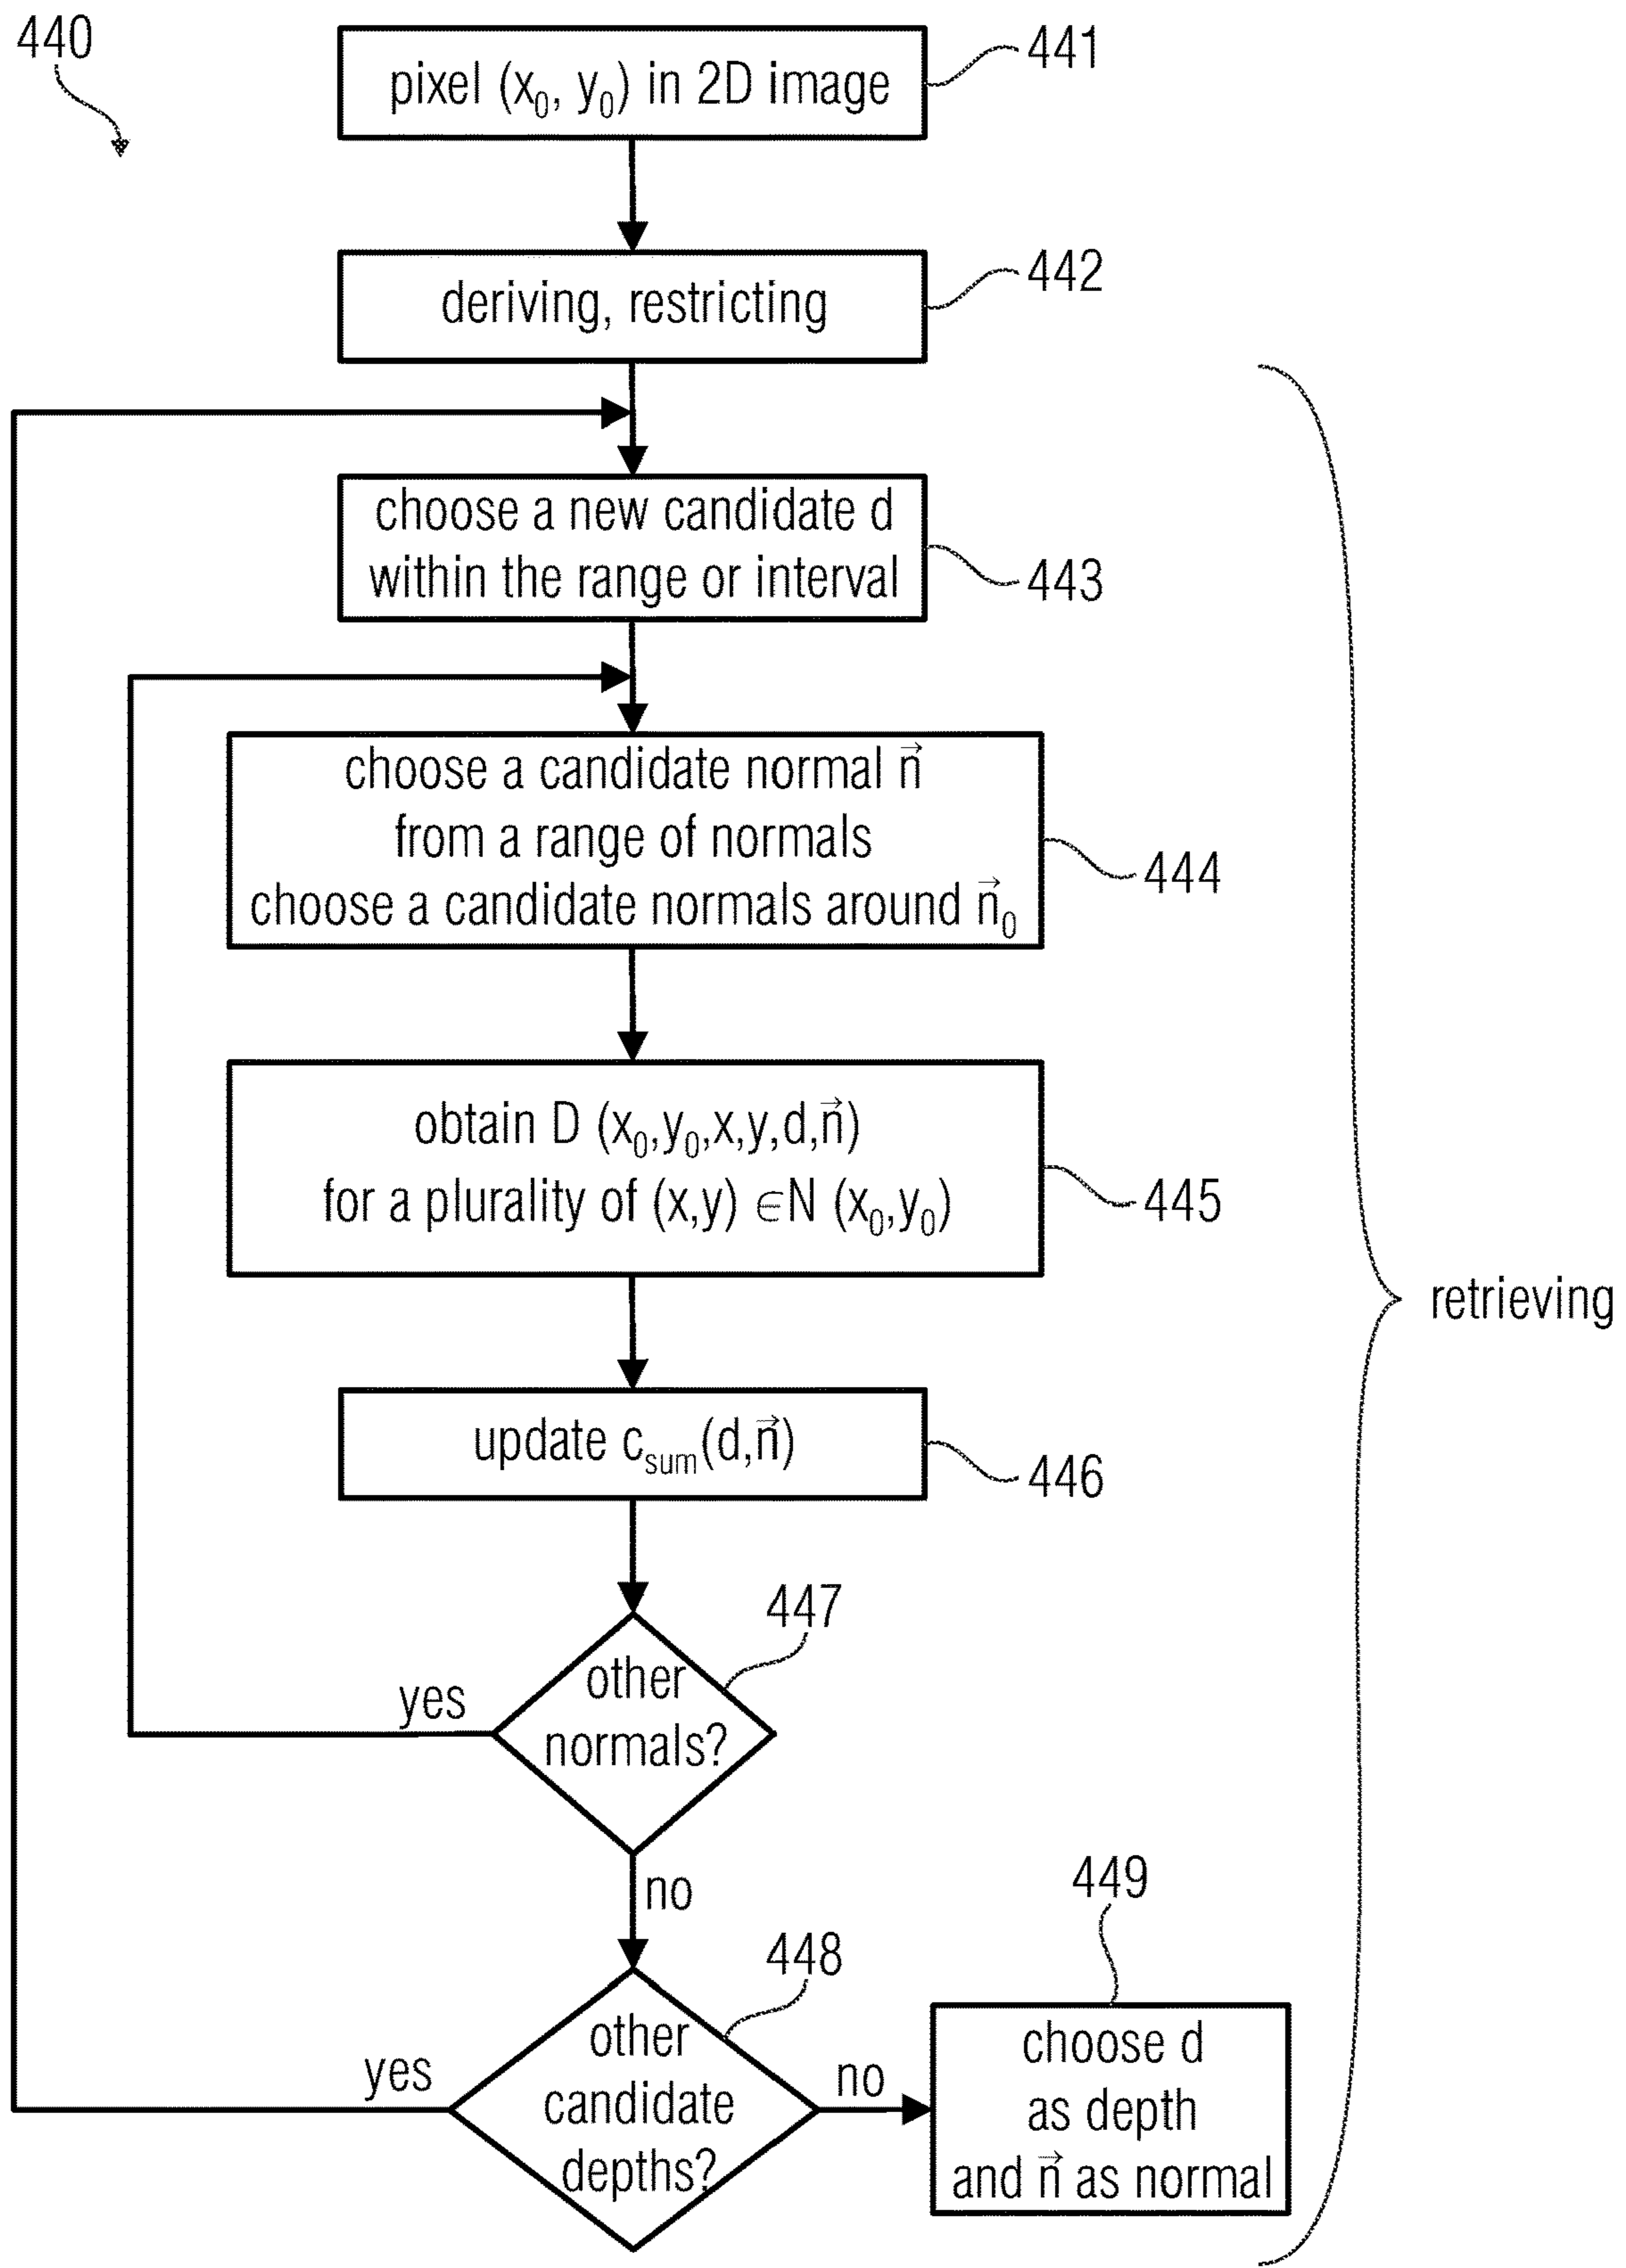 440
pixel (x₀, y₀) in 2D image
441
deriving, restricting
442
choose a new candidate d
within the range or interval
443
choose a candidate normal n⃗
from a range of normals
choose a candidate normals around n⃗₀
444
obtain D (x₀,y₀,x,y,d,n⃗)
for a plurality of (x,y) ∈N (x₀,y₀)
445
retrieving
update c_sum(d,n⃗)
446
447
other
normals?
yes
no
448
other
candidate
depths?
yes
no
449
choose d
as depth
and n⃗ as normal